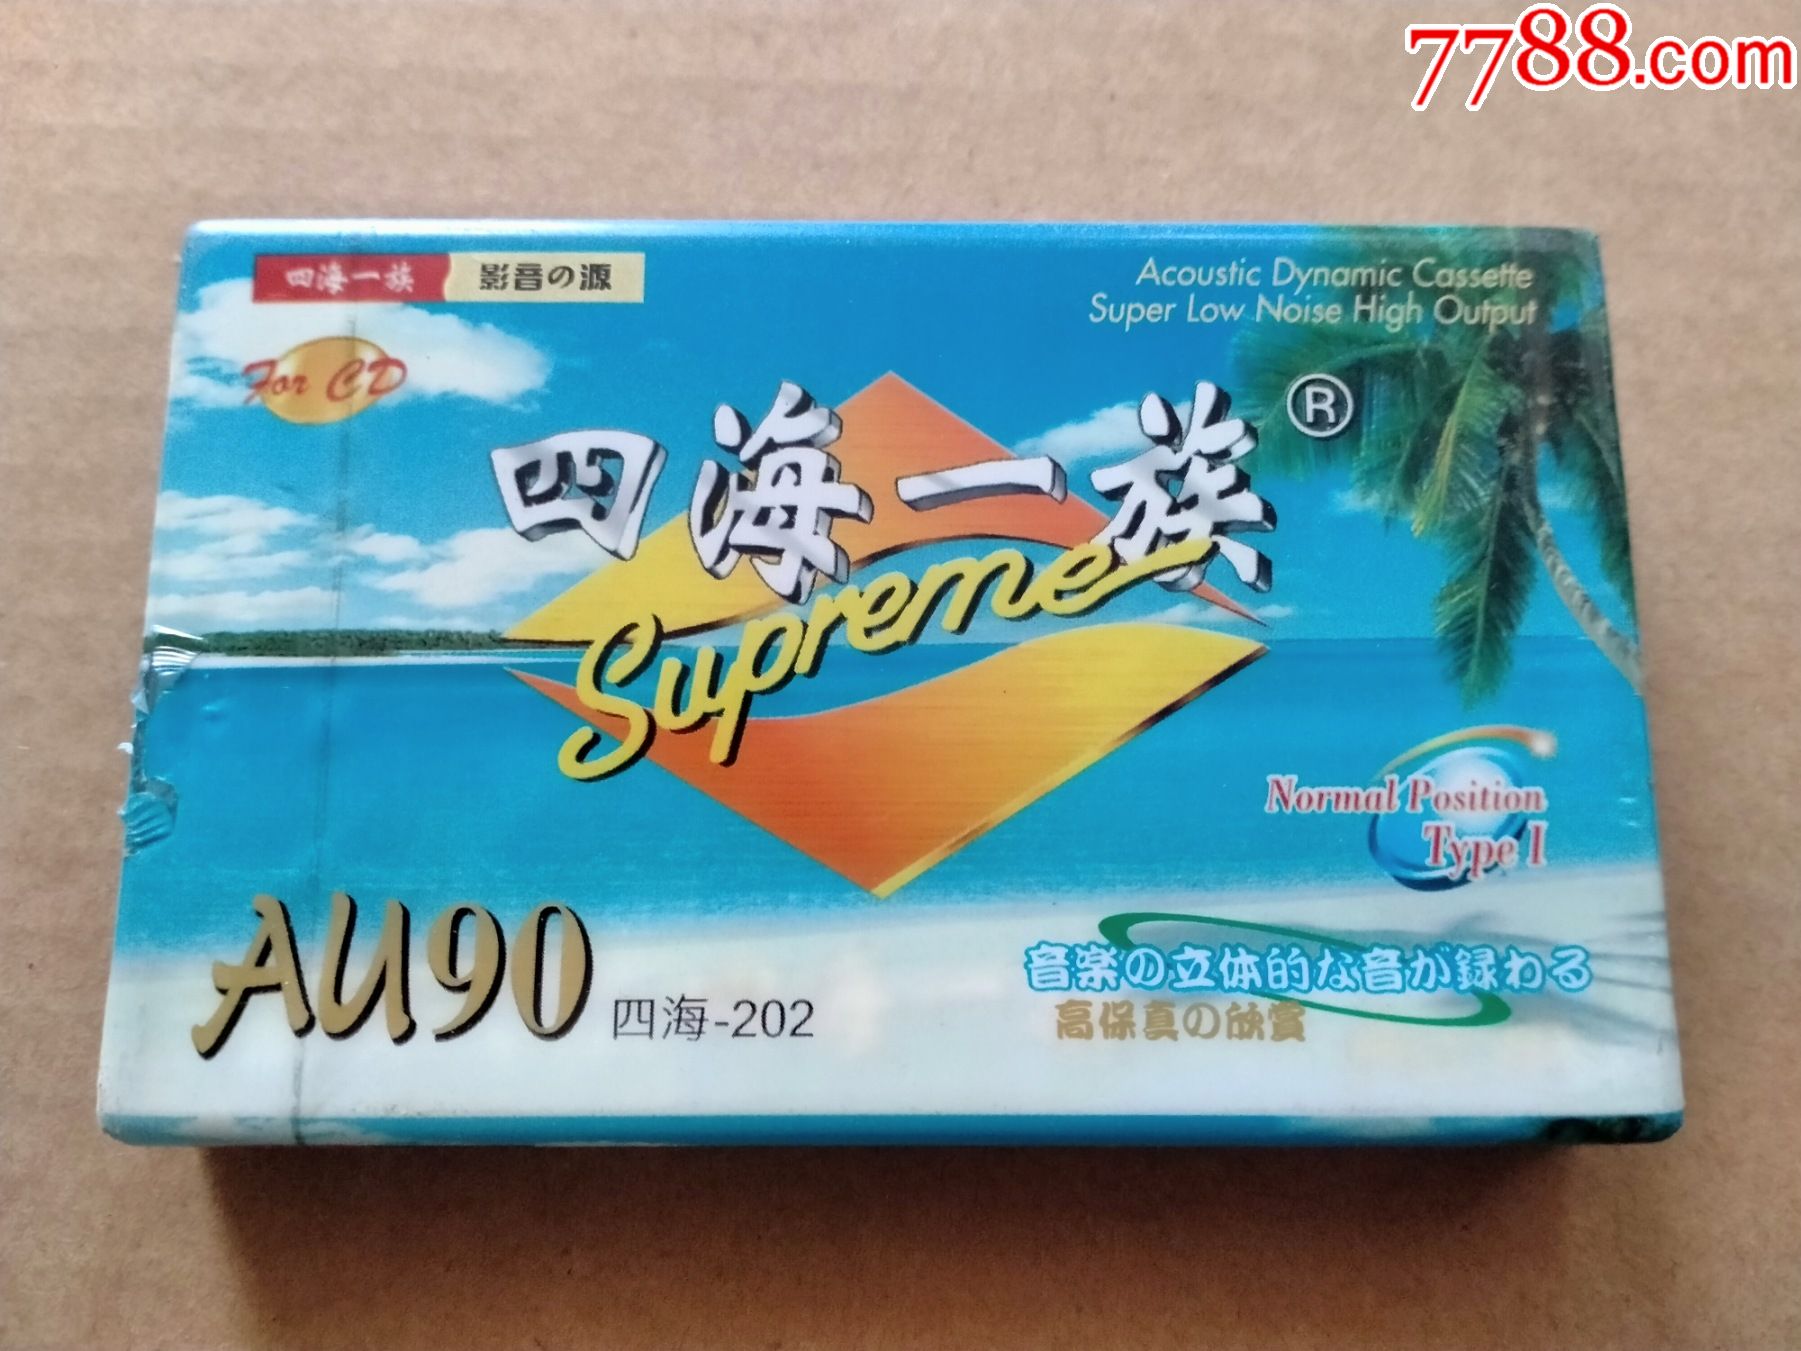 7788.com
四海一族 影音の源
Acoustic Dynamic Cassette
Super Low Noise High Output
For CD
四海一族®
Supreme
Normal Position
Type I
AU90 四海-202
音楽の立体的な音が録わる
高保真の欣賞